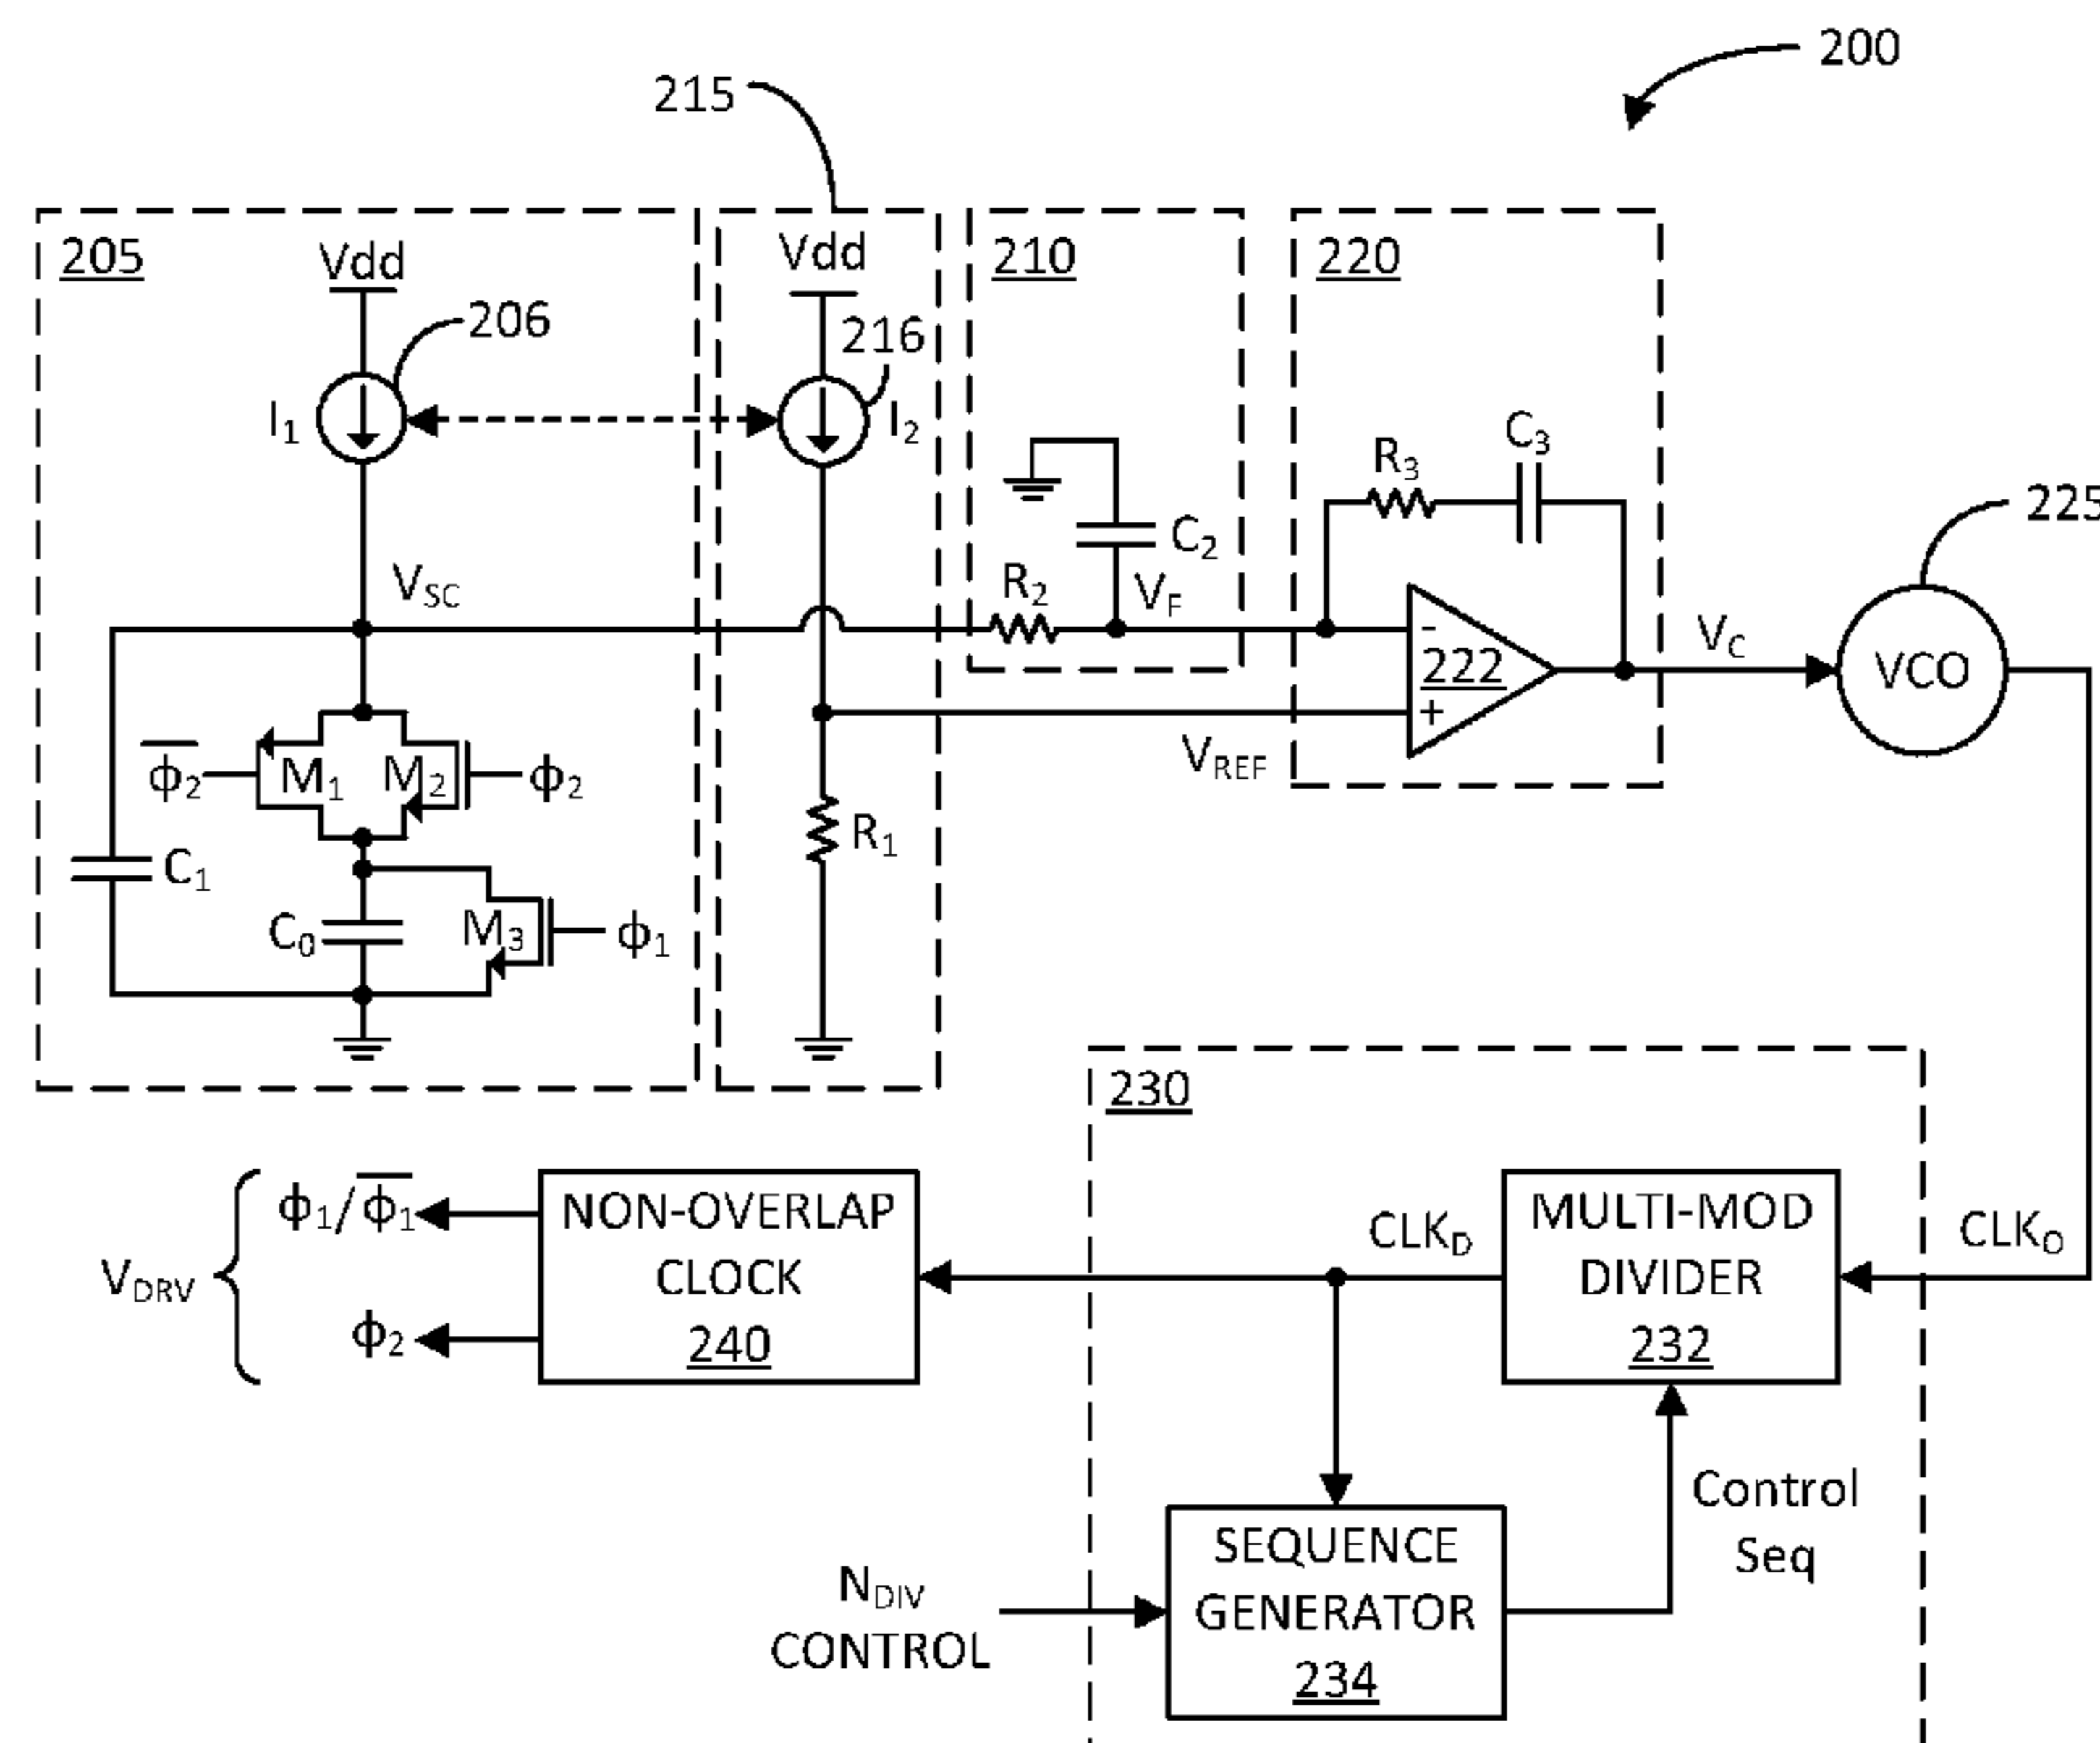 200
215
205
Vdd
206
I1
VSC
φ2
M1
M2
φ2
C1
C0
M3
φ1
Vdd
216
I2
R1
210
C2
R2
VF
220
R3
C3
222
-
+
VREF
VC
225
VCO
VDRV
φ1/φ1
φ2
NON-OVERLAP
CLOCK
240
230
CLKD
MULTI-MOD
DIVIDER
232
CLKO
Control
Seq
NDIV
CONTROL
SEQUENCE
GENERATOR
234